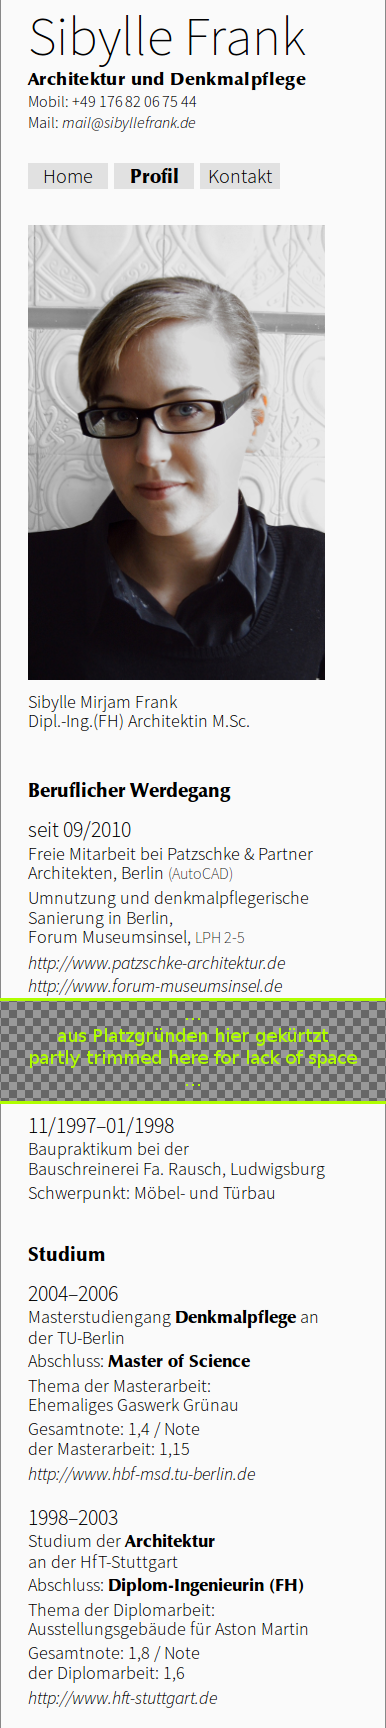 Sibylle Frank
Architektur und Denkmalpflege
Mobil: +49 176 82 06 75 44
Mail: mail@sibyllefrank.de
Home Profil Kontakt
Sibylle Mirjam Frank
Dipl.-Ing.(FH) Architektin M.Sc.
Beruflicher Werdegang
seit 09/2010
Freie Mitarbeit bei Patzschke & Partner
Architekten, Berlin (AutoCAD)
Umnutzung und denkmalpflegerische
Sanierung in Berlin,
Forum Museumsinsel, LPH 2-5
http://www.patzschke-architektur.de
http://www.forum-museumsinsel.de
...
aus Platzgründen hier gekürtzt
partly trimmed here for lack of space
...
11/1997–01/1998
Baupraktikum bei der
Bauschreinerei Fa. Rausch, Ludwigsburg
Schwerpunkt: Möbel- und Türbau
Studium
2004–2006
Masterstudiengang Denkmalpflege an
der TU-Berlin
Abschluss: Master of Science
Thema der Masterarbeit:
Ehemaliges Gaswerk Grünau
Gesamtnote: 1,4 / Note
der Masterarbeit: 1,15
http://www.hbf-msd.tu-berlin.de
1998–2003
Studium der Architektur
an der HfT-Stuttgart
Abschluss: Diplom-Ingenieurin (FH)
Thema der Diplomarbeit:
Ausstellungsgebäude für Aston Martin
Gesamtnote: 1,8 / Note
der Diplomarbeit: 1,6
http://www.hft-stuttgart.de